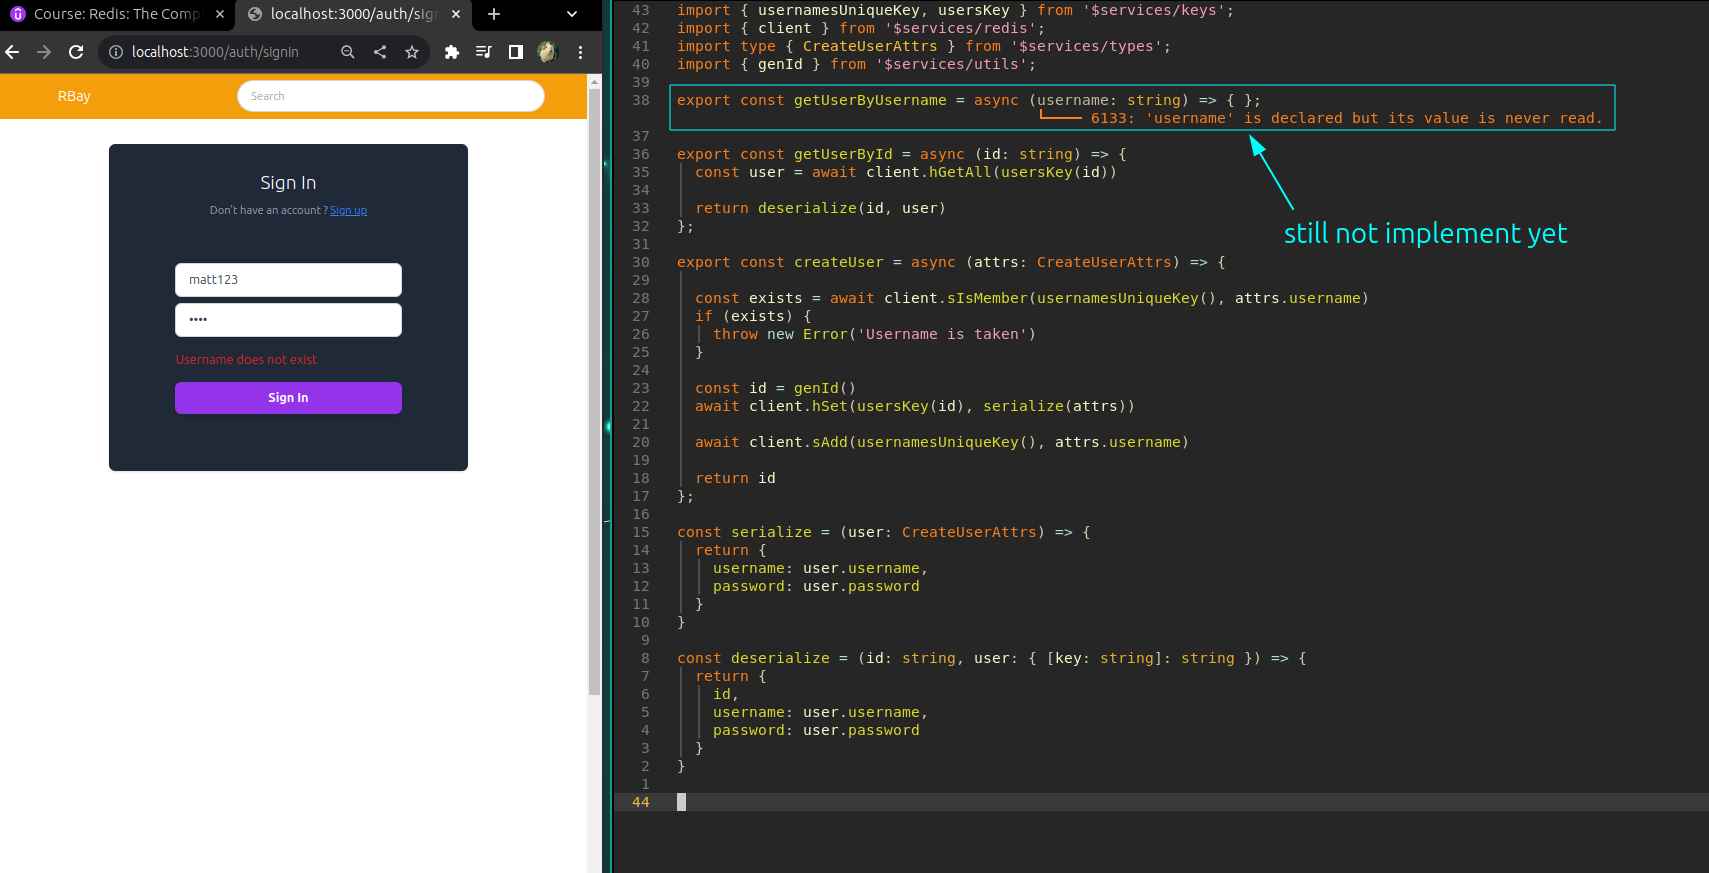 Course: Redis: The Comp
localhost:3000/auth/sign
localhost:3000/auth/signin
RBay
Search
Sign In
Don't have an account ? Sign up
matt123
••••
Username does not exist
Sign In
43 import { usernamesUniqueKey, usersKey } from '$services/keys';
42 import { client } from '$services/redis';
41 import type { CreateUserAttrs } from '$services/types';
40 import { genId } from '$services/utils';
39
38 export const getUserByUsername = async (username: string) => { };
6133: 'username' is declared but its value is never read.
37
36 export const getUserById = async (id: string) => {
35 const user = await client.hGetAll(usersKey(id))
34
33 return deserialize(id, user)
32 };
still not implement yet
31
30 export const createUser = async (attrs: CreateUserAttrs) => {
29
28 const exists = await client.sIsMember(usernamesUniqueKey(), attrs.username)
27 if (exists) {
26 throw new Error('Username is taken')
25 }
24
23 const id = genId()
22 await client.hSet(usersKey(id), serialize(attrs))
21
20 await client.sAdd(usernamesUniqueKey(), attrs.username)
19
18 return id
17 };
16
15 const serialize = (user: CreateUserAttrs) => {
14 return {
13 username: user.username,
12 password: user.password
11 }
10 }
9
8 const deserialize = (id: string, user: { [key: string]: string }) => {
7 return {
6 id,
5 username: user.username,
4 password: user.password
3 }
2 }
1
44